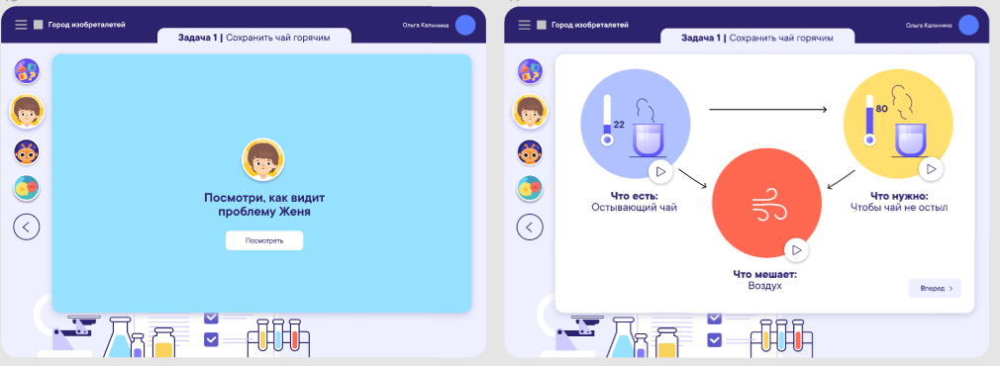 Город изобреталетей
Ольга Калинина
Задача 1 | Сохранить чай горячим
Посмотри, как видит
проблему Женя
Посмотреть
Город изобреталетей
Ольга Калинина
Задача 1 | Сохранить чай горячим
22
80
Что есть:
Остывающий чай
Что нужно:
Чтобы чай не остыл
Что мешает:
Воздух
Вперед >